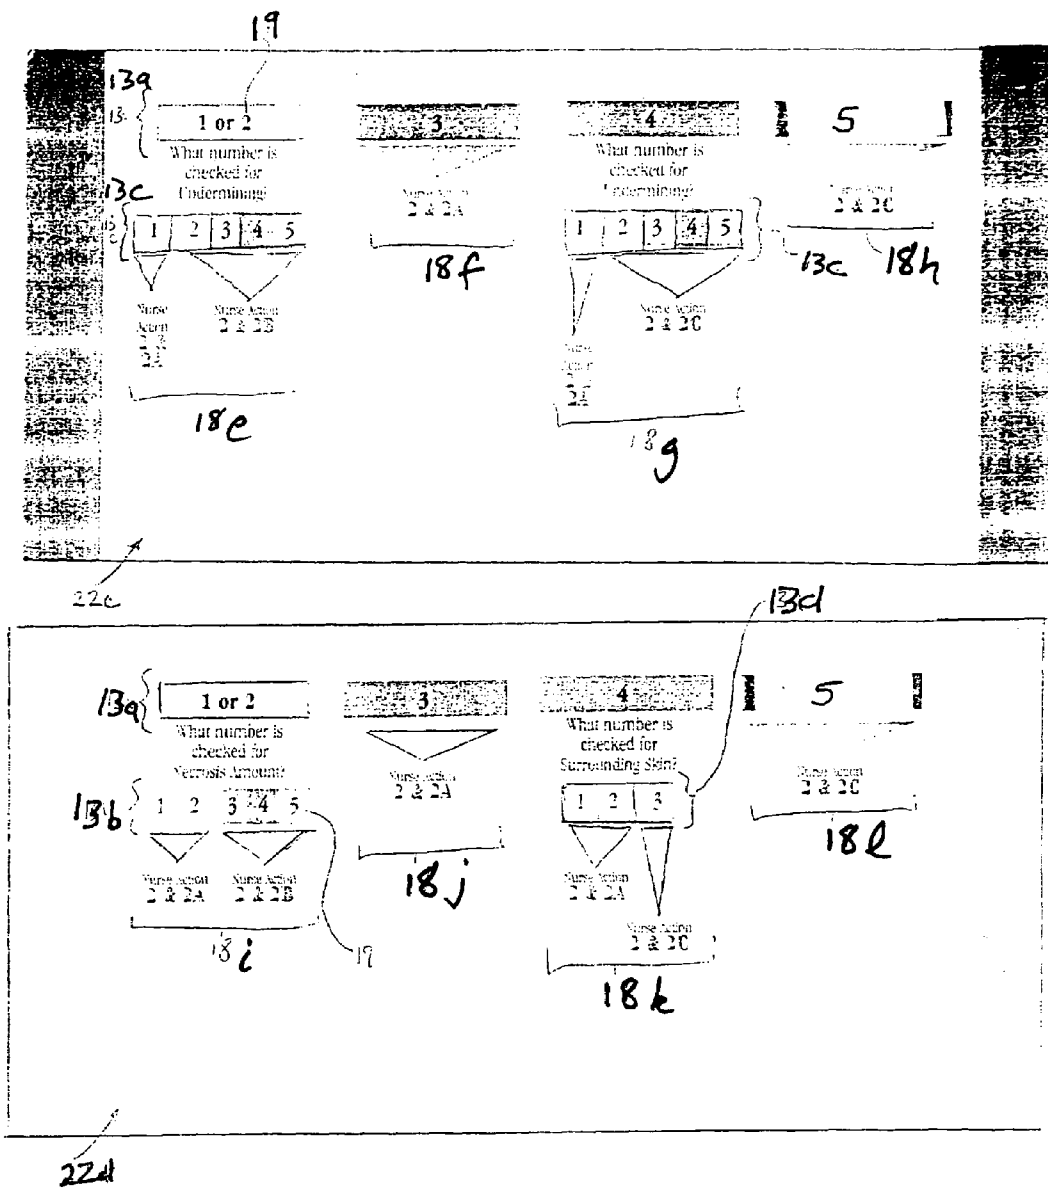 19
13a
13
1 or 2
3
4
5
What number is
checked for
Undermining?
What number is
checked for
Undermining?
Nurse Action
2 & 2A
Nurse Action
2 & 2C
13c
1 2 3 4 5
1 2 3 4 5
18f
13c
18h
Nurse
Action
2 &
2A
Nurse Action
2 & 2B
Nurse Action
2 & 2C
Nurse
Action
2A
18e
18g
22c
13d
13a
1 or 2
3
4
5
What number is
checked for
Necrosis Amount?
What number is
checked for
Surrounding Skin?
Nurse Action
2 & 2A
Nurse Action
2 & 2C
13b
1 2 3 4 5
1 2 3
18j
18l
Nurse Action
2 & 2A
Nurse Action
2 & 2B
Nurse Action
2 & 2A
Nurse Action
2 & 2C
18i
19
18k
22d